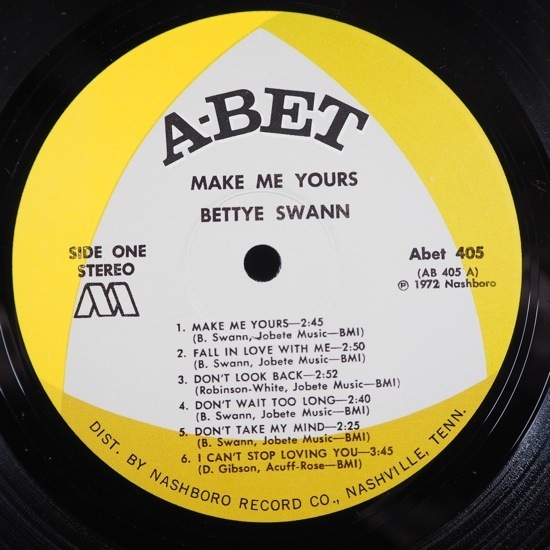 A-BET
MAKE ME YOURS
BETTYE SWANN
SIDE ONE
STEREO
Abet 405
(AB 405 A)
℗ 1972 Nashboro
1. MAKE ME YOURS—2:45
(B. Swann, Jobete Music—BMI)
2. FALL IN LOVE WITH ME—2:50
(B. Swann, Jobete Music—BMI)
3. DON'T LOOK BACK—2:52
(Robinson-White, Jobete Music—BMI)
4. DON'T WAIT TOO LONG—2:40
(B. Swann, Jobete Music—BMI)
5. DON'T TAKE MY MIND—2:25
(B. Swann, Jobete Music—BMI)
6. I CAN'T STOP LOVING YOU—3:45
(D. Gibson, Acuff-Rose—BMI)
DIST. BY NASHBORO RECORD CO., NASHVILLE, TENN.